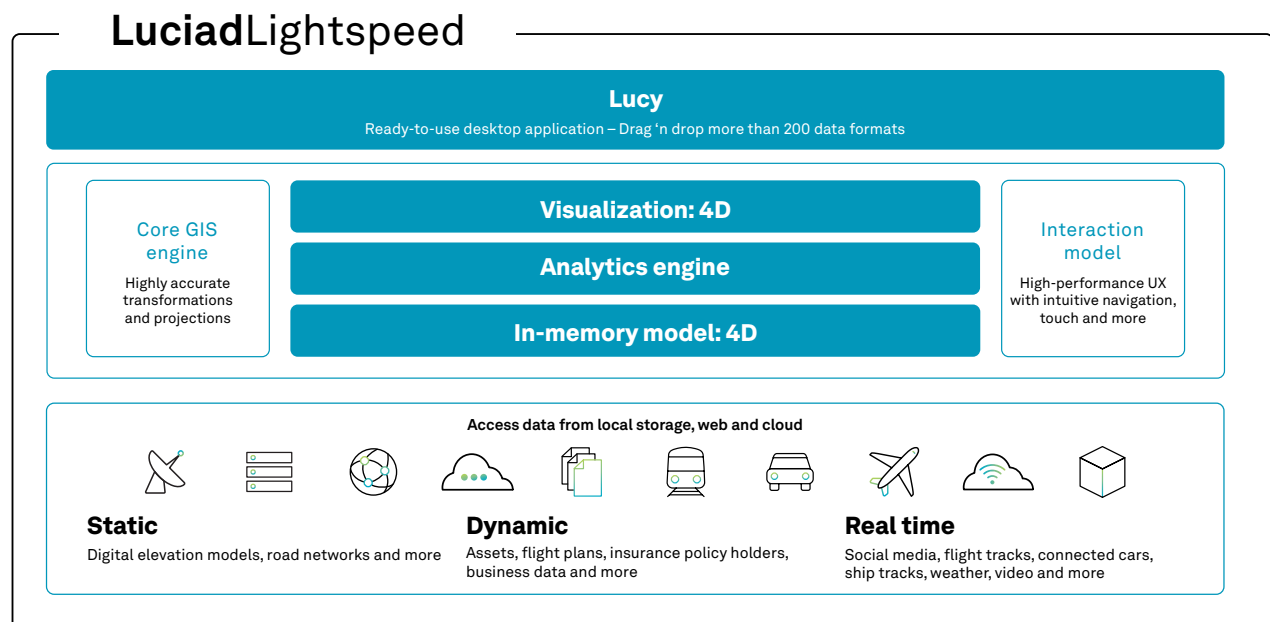 LuciadLightspeed
Lucy
Ready-to-use desktop application – Drag ‘n drop more than 200 data formats
Core GIS
engine
Highly accurate
transformations
and projections
Visualization: 4D
Analytics engine
In-memory model: 4D
Interaction
model
High-performance UX
with intuitive navigation,
touch and more
Access data from local storage, web and cloud
Static
Digital elevation models, road networks and more
Dynamic
Assets, flight plans, insurance policy holders,
business data and more
Real time
Social media, flight tracks, connected cars,
ship tracks, weather, video and more